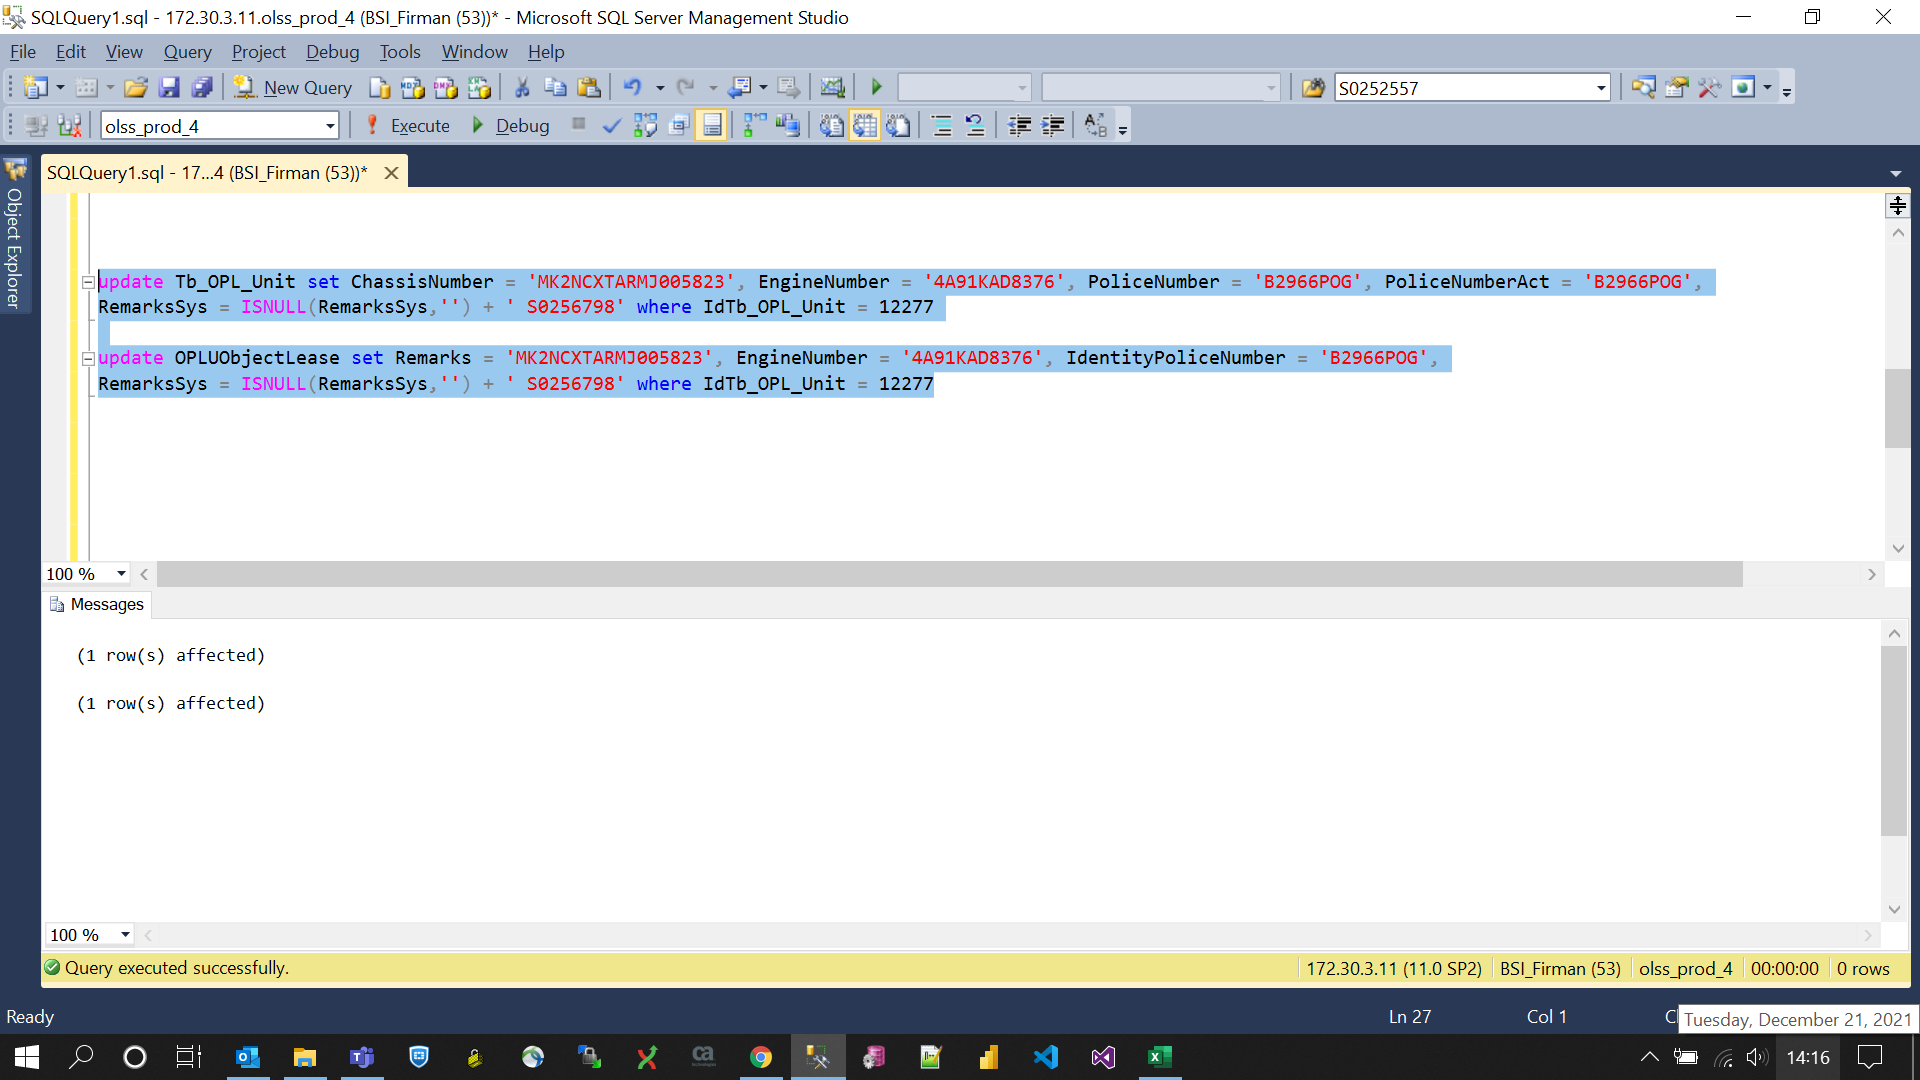 SQLQuery1.sql - 172.30.3.11.olss_prod_4 (BSI_Firman (53))* - Microsoft SQL Server Management Studio
File Edit View Query Project Debug Tools Window Help
New Query
S0252557
olss_prod_4
Execute
Debug
SQLQuery1.sql - 17...4 (BSI_Firman (53))*
Object Explorer
update Tb_OPL_Unit set ChassisNumber = 'MK2NCXTARMJ005823', EngineNumber = '4A91KAD8376', PoliceNumber = 'B2966POG', PoliceNumberAct = 'B2966POG',
RemarksSys = ISNULL(RemarksSys,'') + ' S0256798' where IdTb_OPL_Unit = 12277
update OPLUObjectLease set Remarks = 'MK2NCXTARMJ005823', EngineNumber = '4A91KAD8376', IdentityPoliceNumber = 'B2966POG',
RemarksSys = ISNULL(RemarksSys,'') + ' S0256798' where IdTb_OPL_Unit = 12277
100 %
Messages
(1 row(s) affected)
(1 row(s) affected)
100 %
Query executed successfully.
172.30.3.11 (11.0 SP2) BSI_Firman (53) olss_prod_4 00:00:00 0 rows
Ready
Ln 27
Col 1
Tuesday, December 21, 2021
14:16